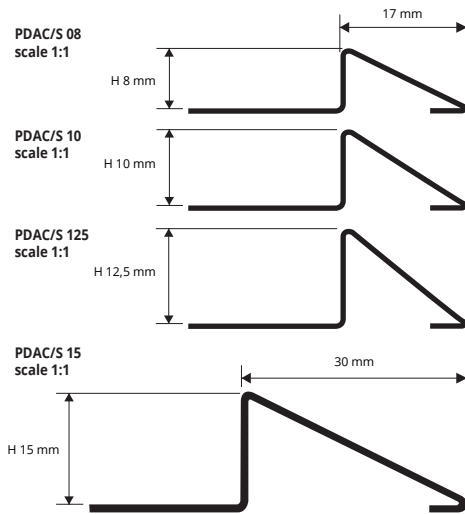 17 mm
PDAC/S 08
scale 1:1
H 8 mm
PDAC/S 10
scale 1:1
H 10 mm
PDAC/S 125
scale 1:1
H 12,5 mm
PDAC/S 15
scale 1:1
30 mm
H 15 mm